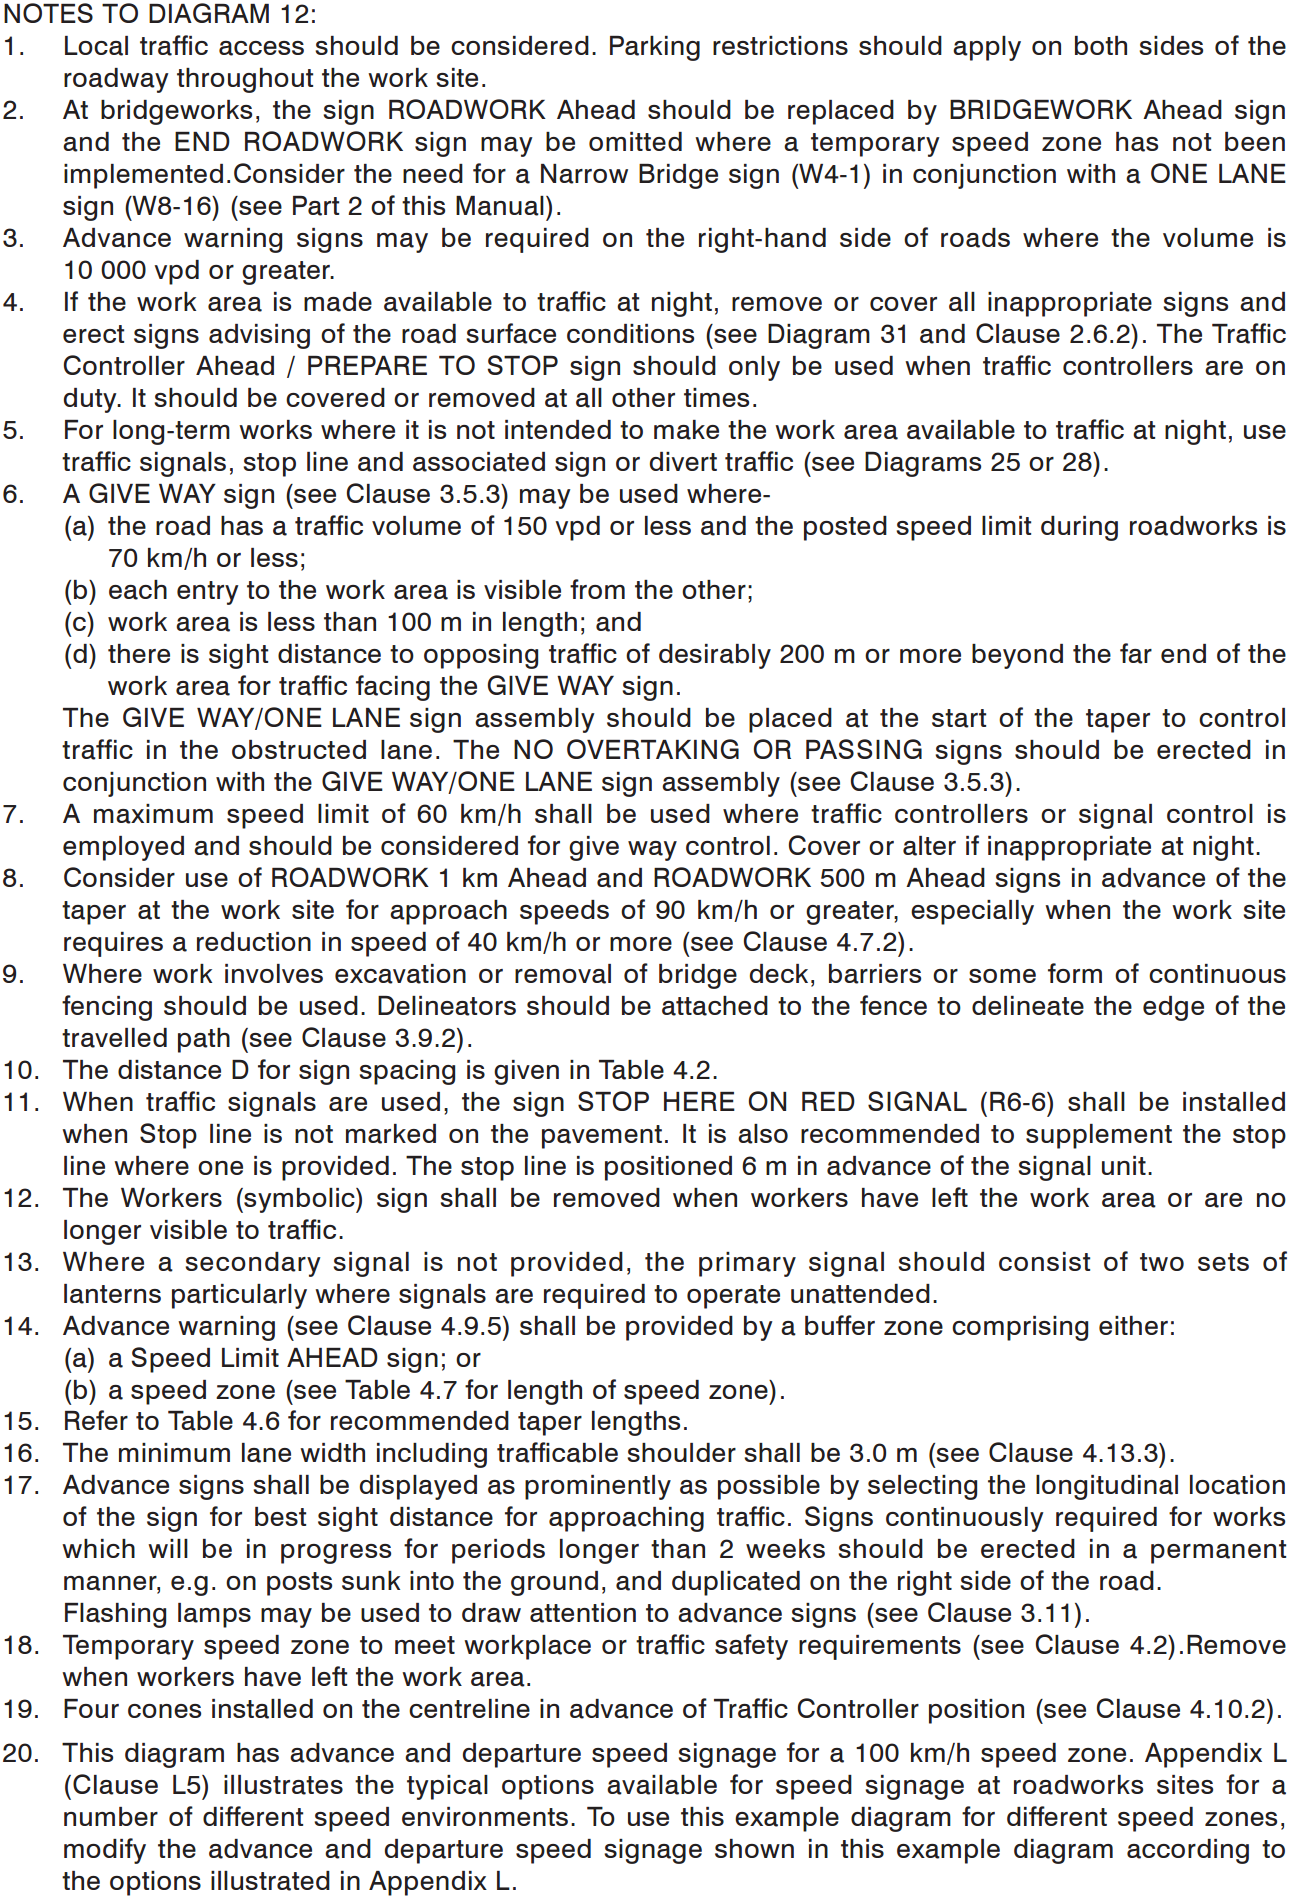 NOTES TO DIAGRAM 12:
1. Local traffic access should be considered. Parking restrictions should apply on both sides of the
roadway throughout the work site.
2. At bridgeworks, the sign ROADWORK Ahead should be replaced by BRIDGEWORK Ahead sign
and the END ROADWORK sign may be omitted where a temporary speed zone has not been
implemented.Consider the need for a Narrow Bridge sign (W4-1) in conjunction with a ONE LANE
sign (W8-16) (see Part 2 of this Manual).
3. Advance warning signs may be required on the right-hand side of roads where the volume is
10 000 vpd or greater.
4. If the work area is made available to traffic at night, remove or cover all inappropriate signs and
erect signs advising of the road surface conditions (see Diagram 31 and Clause 2.6.2). The Traffic
Controller Ahead / PREPARE TO STOP sign should only be used when traffic controllers are on
duty. It should be covered or removed at all other times.
5. For long-term works where it is not intended to make the work area available to traffic at night, use
traffic signals, stop line and associated sign or divert traffic (see Diagrams 25 or 28).
6. A GIVE WAY sign (see Clause 3.5.3) may be used where-
(a) the road has a traffic volume of 150 vpd or less and the posted speed limit during roadworks is
70 km/h or less;
(b) each entry to the work area is visible from the other;
(c) work area is less than 100 m in length; and
(d) there is sight distance to opposing traffic of desirably 200 m or more beyond the far end of the
work area for traffic facing the GIVE WAY sign.
The GIVE WAY/ONE LANE sign assembly should be placed at the start of the taper to control
traffic in the obstructed lane. The NO OVERTAKING OR PASSING signs should be erected in
conjunction with the GIVE WAY/ONE LANE sign assembly (see Clause 3.5.3).
7. A maximum speed limit of 60 km/h shall be used where traffic controllers or signal control is
employed and should be considered for give way control. Cover or alter if inappropriate at night.
8. Consider use of ROADWORK 1 km Ahead and ROADWORK 500 m Ahead signs in advance of the
taper at the work site for approach speeds of 90 km/h or greater, especially when the work site
requires a reduction in speed of 40 km/h or more (see Clause 4.7.2).
9. Where work involves excavation or removal of bridge deck, barriers or some form of continuous
fencing should be used. Delineators should be attached to the fence to delineate the edge of the
travelled path (see Clause 3.9.2).
10. The distance D for sign spacing is given in Table 4.2.
11. When traffic signals are used, the sign STOP HERE ON RED SIGNAL (R6-6) shall be installed
when Stop line is not marked on the pavement. It is also recommended to supplement the stop
line where one is provided. The stop line is positioned 6 m in advance of the signal unit.
12. The Workers (symbolic) sign shall be removed when workers have left the work area or are no
longer visible to traffic.
13. Where a secondary signal is not provided, the primary signal should consist of two sets of
lanterns particularly where signals are required to operate unattended.
14. Advance warning (see Clause 4.9.5) shall be provided by a buffer zone comprising either:
(a) a Speed Limit AHEAD sign; or
(b) a speed zone (see Table 4.7 for length of speed zone).
15. Refer to Table 4.6 for recommended taper lengths.
16. The minimum lane width including trafficable shoulder shall be 3.0 m (see Clause 4.13.3).
17. Advance signs shall be displayed as prominently as possible by selecting the longitudinal location
of the sign for best sight distance for approaching traffic. Signs continuously required for works
which will be in progress for periods longer than 2 weeks should be erected in a permanent
manner, e.g. on posts sunk into the ground, and duplicated on the right side of the road.
Flashing lamps may be used to draw attention to advance signs (see Clause 3.11).
18. Temporary speed zone to meet workplace or traffic safety requirements (see Clause 4.2).Remove
when workers have left the work area.
19. Four cones installed on the centreline in advance of Traffic Controller position (see Clause 4.10.2).
20. This diagram has advance and departure speed signage for a 100 km/h speed zone. Appendix L
(Clause L5) illustrates the typical options available for speed signage at roadworks sites for a
number of different speed environments. To use this example diagram for different speed zones,
modify the advance and departure speed signage shown in this example diagram according to
the options illustrated in Appendix L.